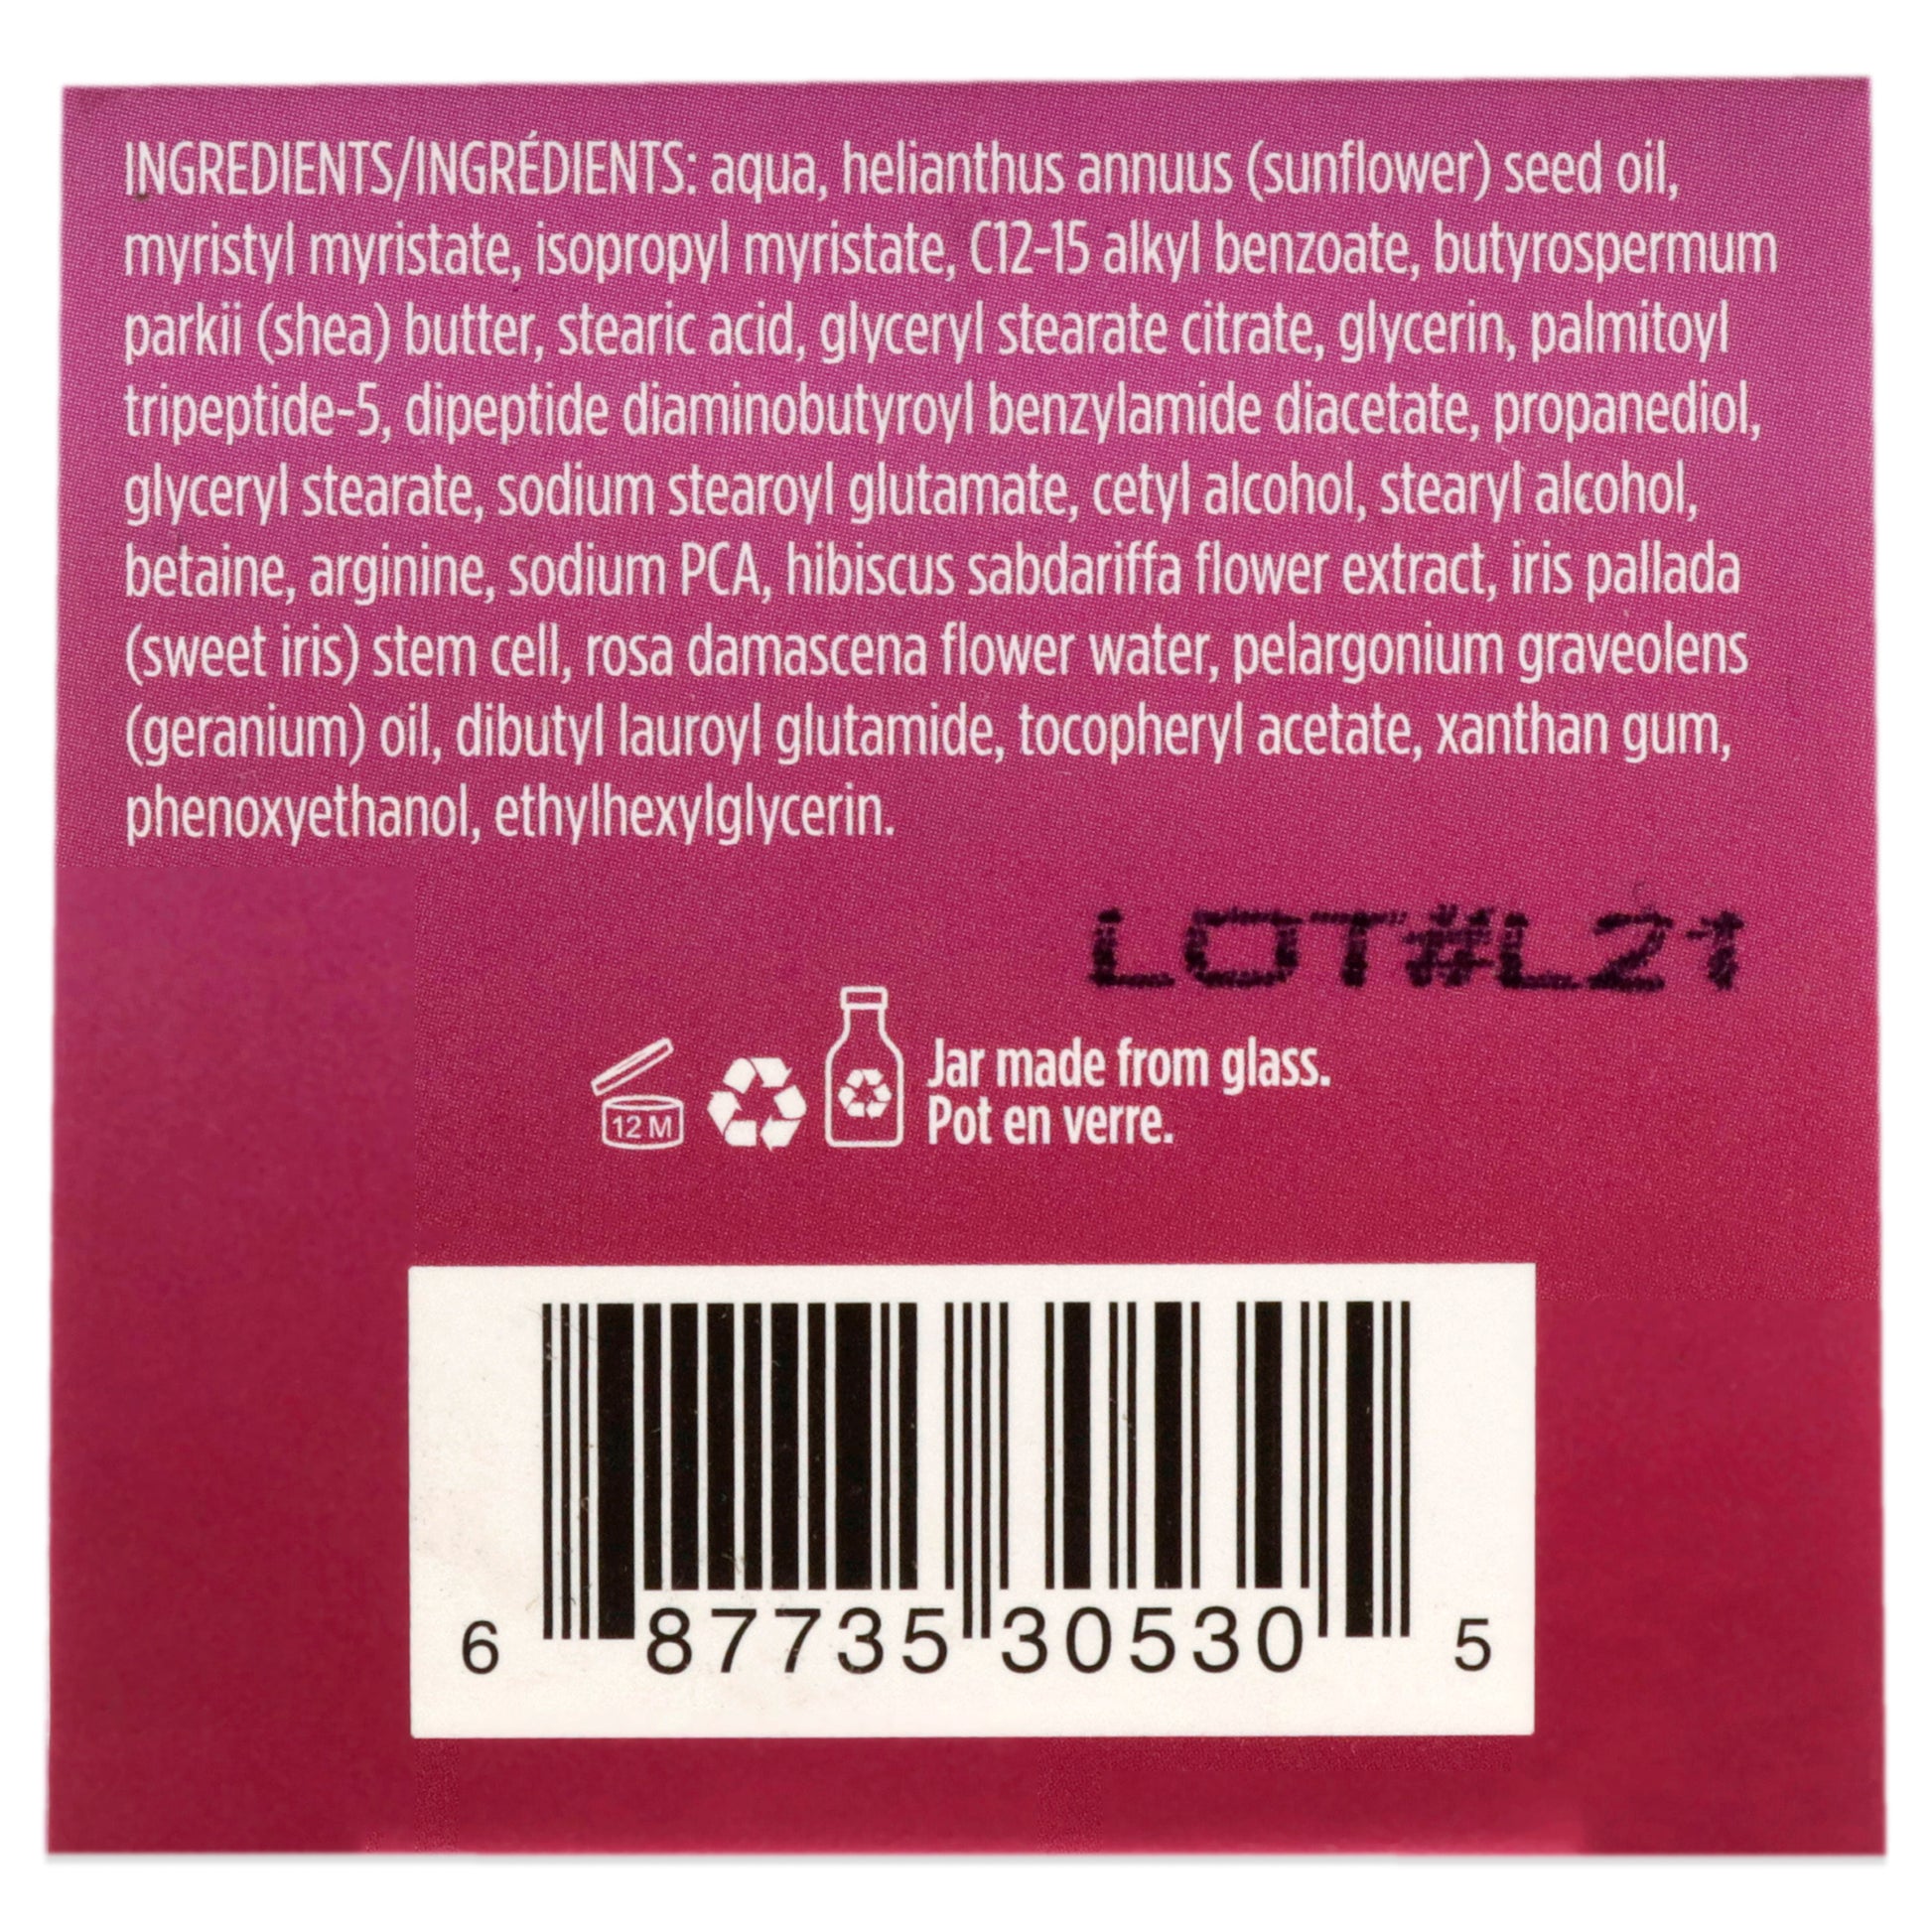 INGREDIENTS/INGRÉDIENTS: aqua, helianthus annuus (sunflower) seed oil,
myristyl myristate, isopropyl myristate, C12-15 alkyl benzoate, butyrospermum
parkii (shea) butter, stearic acid, glyceryl stearate citrate, glycerin, palmitoyl
tripeptide-5, dipeptide diaminobutyroyl benzylamide diacetate, propanediol,
glyceryl stearate, sodium stearoyl glutamate, cetyl alcohol, stearyl alcohol,
betaine, arginine, sodium PCA, hibiscus sabdariffa flower extract, iris pallada
(sweet iris) stem cell, rosa damascena flower water, pelargonium graveolens
(geranium) oil, dibutyl lauroyl glutamide, tocopheryl acetate, xanthan gum,
phenoxyethanol, ethylhexylglycerin.
LOT#L21
12 M
Jar made from glass.
Pot en verre.
6 87735 30530 5